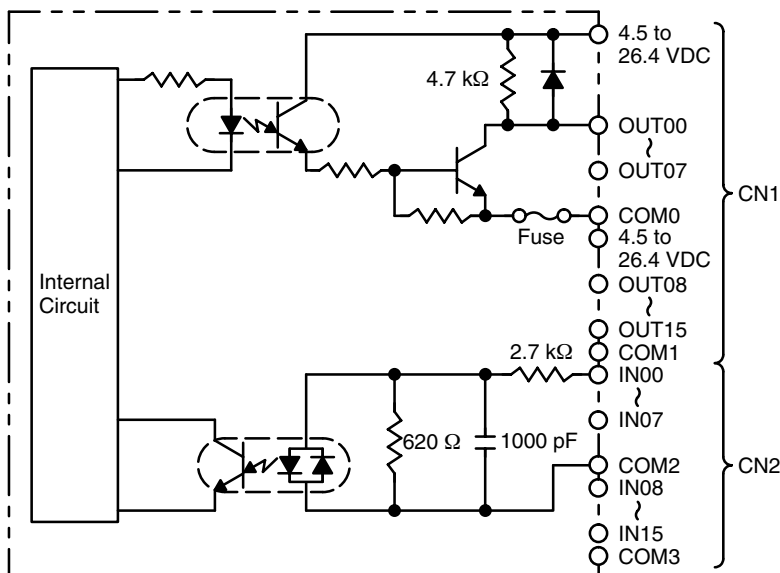 4.5 to
26.4 VDC
4.7 kΩ
OUT00
~
OUT07
CN1
COM0
Fuse
4.5 to
26.4 VDC
Internal
Circuit
OUT08
~
OUT15
2.7 kΩ
COM1
IN00
~
IN07
620 Ω
1000 pF
COM2
CN2
IN08
~
IN15
COM3